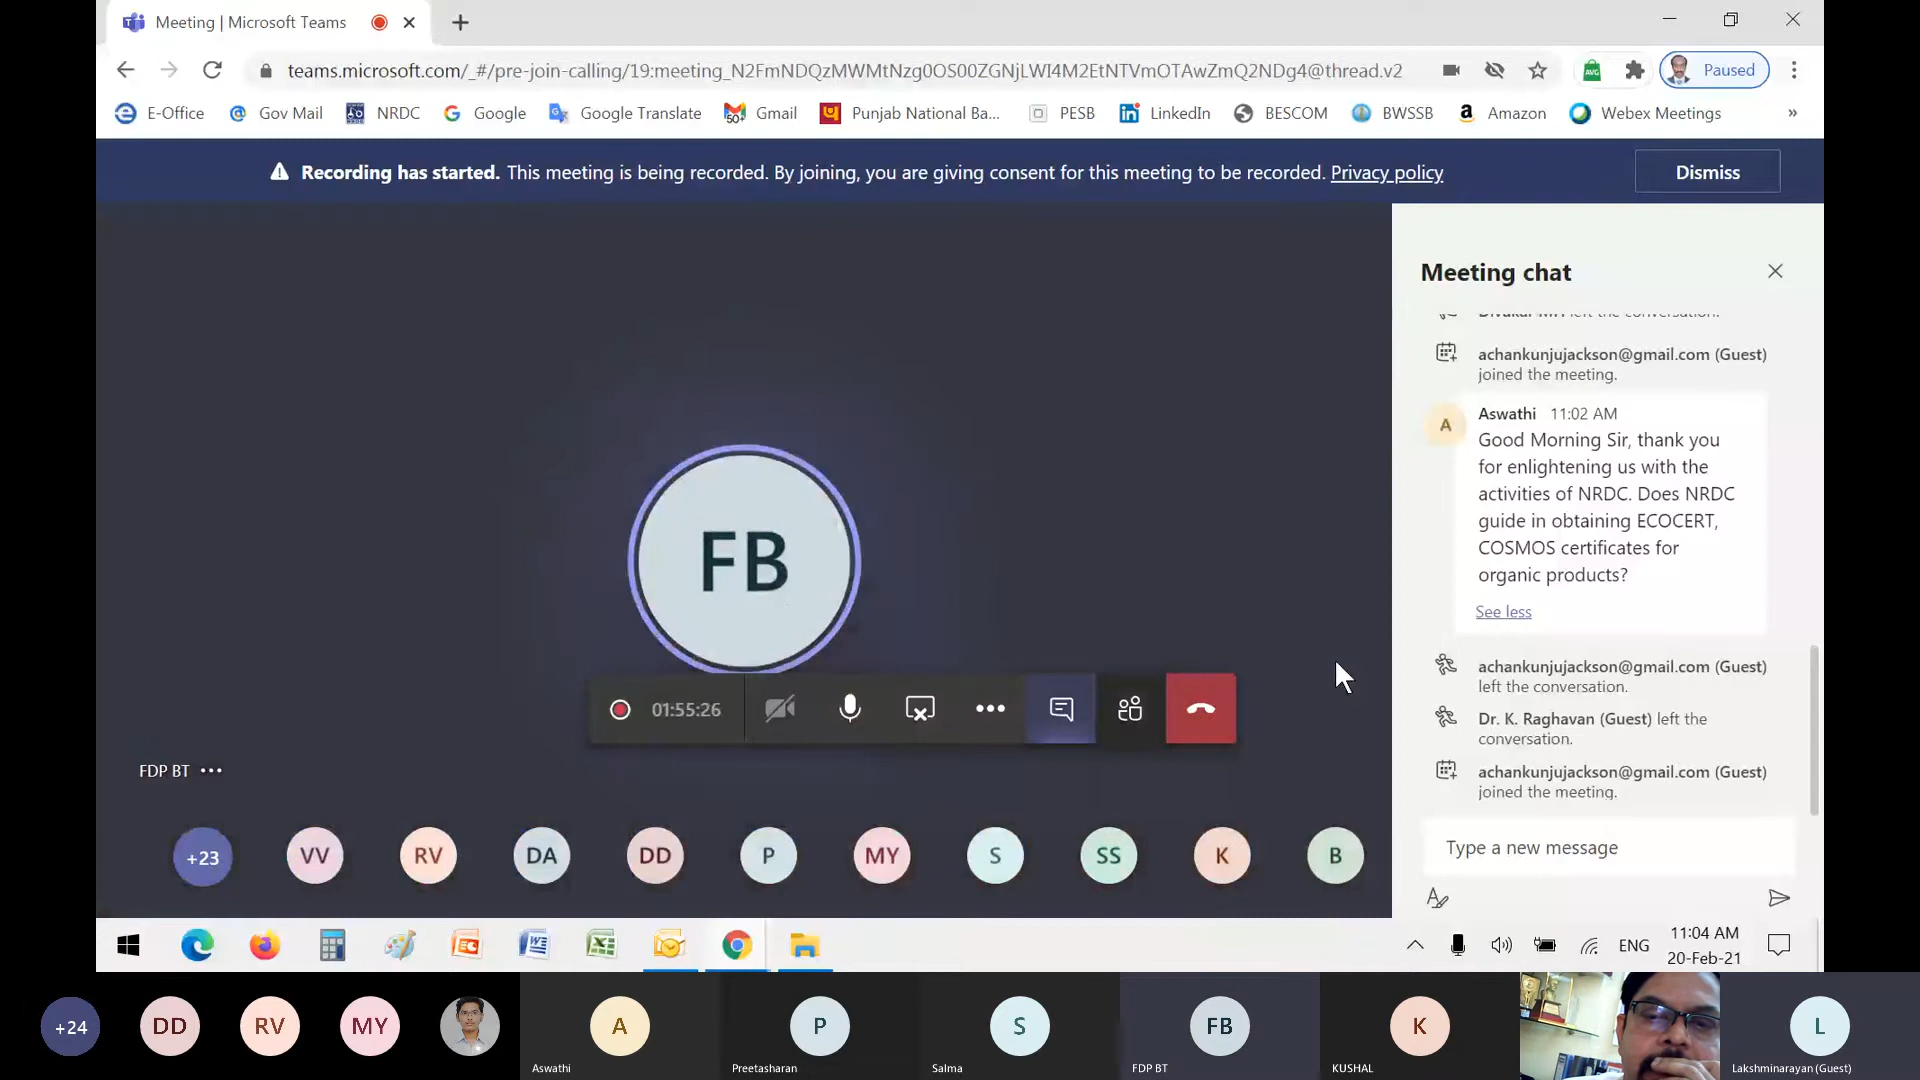 Meeting | Microsoft Teams
teams.microsoft.com/_#/pre-join-calling/19:meeting_N2FmNDQzMWMtNzg0OS00ZGNjLWI4M2EtNTVmOTAwZmQ2NDg4@thread.v2
AVG
Paused
E-Office
Gov Mail
NRDC
Google
Google Translate
50+
Gmail
Punjab National Ba...
PESB
LinkedIn
BESCOM
BWSSB
Amazon
Webex Meetings
»
Recording has started. This meeting is being recorded. By joining, you are giving consent for this meeting to be recorded. Privacy policy
Dismiss
Meeting chat
left the conversation.
achankunjujackson@gmail.com (Guest)
joined the meeting.
A
Aswathi 11:02 AM
Good Morning Sir, thank you
for enlightening us with the
activities of NRDC. Does NRDC
guide in obtaining ECOCERT,
COSMOS certificates for
organic products?
See less
achankunjujackson@gmail.com (Guest)
left the conversation.
Dr. K. Raghavan (Guest) left the
conversation.
achankunjujackson@gmail.com (Guest)
joined the meeting.
Type a new message
FB
01:55:26
FDP BT •••
+23
VV
RV
DA
DD
P
MY
S
SS
K
B
ENG
11:04 AM
20-Feb-21
+24
DD
RV
MY
A
Aswathi
P
Preetasharan
S
Salma
FB
FDP BT
K
KUSHAL
L
Lakshminarayan (Guest)